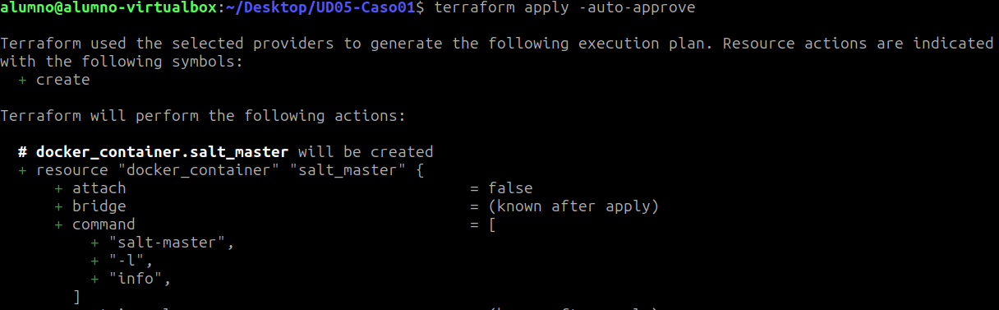 alumno@alumno-virtualbox:~/Desktop/UD05-Caso01$ terraform apply -auto-approve
Terraform used the selected providers to generate the following execution plan. Resource actions are indicated
with the following symbols:
+ create
Terraform will perform the following actions:
# docker_container.salt_master will be created
+ resource "docker_container" "salt_master" {
+ attach = false
+ bridge = (known after apply)
+ command = [
+ "salt-master",
+ "-l",
+ "info",
]